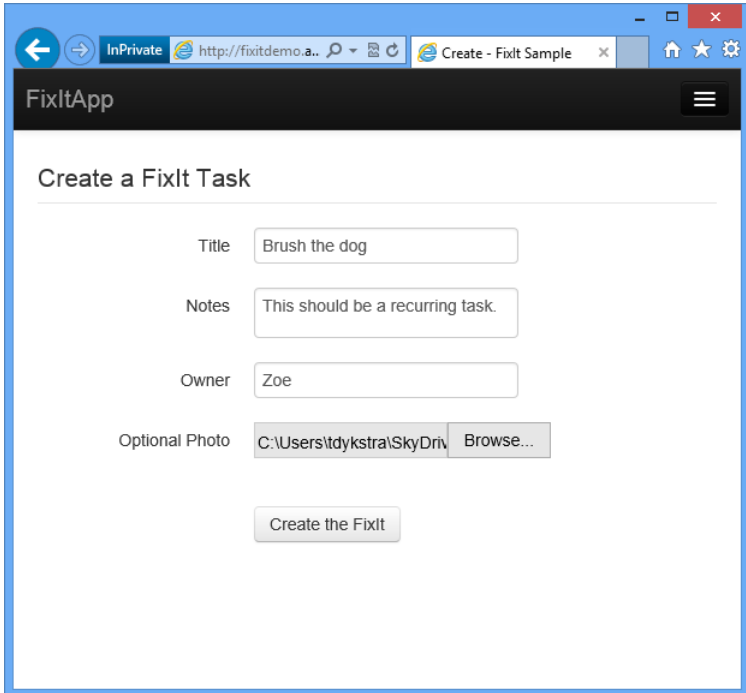 InPrivate http://fixitdemo.a.. Create - FixIt Sample
FixItApp
Create a FixIt Task
Title Brush the dog
Notes This should be a recurring task.
Owner Zoe
Optional Photo C:\Users\tdykstra\SkyDriv Browse...
Create the FixIt